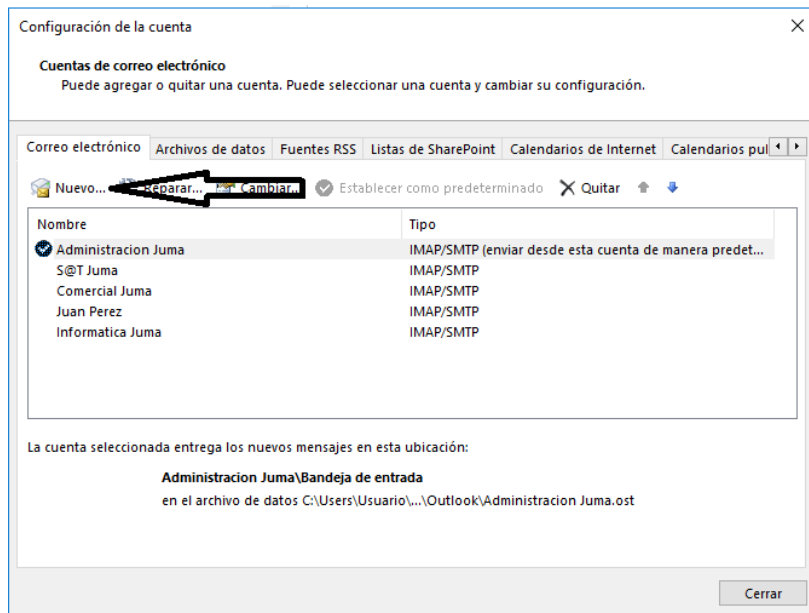 Configuración de la cuenta
Cuentas de correo electrónico
Puede agregar o quitar una cuenta. Puede seleccionar una cuenta y cambiar su configuración.
Correo electrónico Archivos de datos Fuentes RSS Listas de SharePoint Calendarios de Internet Calendarios pul
Nuevo... Reparar... Cambiar... Establecer como predeterminado Quitar
Nombre Tipo
Administracion Juma IMAP/SMTP (enviar desde esta cuenta de manera predet...
S@T Juma IMAP/SMTP
Comercial Juma IMAP/SMTP
Juan Perez IMAP/SMTP
Informatica Juma IMAP/SMTP
La cuenta seleccionada entrega los nuevos mensajes en esta ubicación:
Administracion Juma\Bandeja de entrada
en el archivo de datos C:\Users\Usuario\...\Outlook\Administracion Juma.ost
Cerrar